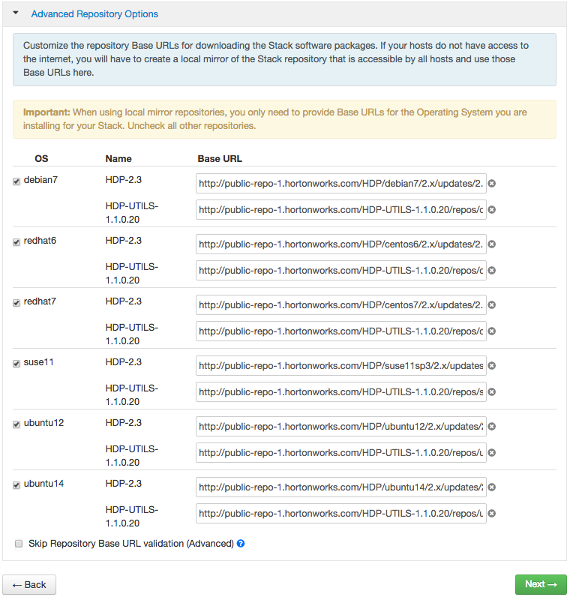 Advanced Repository Options
Customize the repository Base URLs for downloading the Stack software packages. If your hosts do not have access to
the internet, you will have to create a local mirror of the Stack repository that is accessible by all hosts and use those
Base URLs here.
Important: When using local mirror repositories, you only need to provide Base URLs for the Operating System you are
installing for your Stack. Uncheck all other repositories.
OS Name Base URL
debian7 HDP-2.3 http://public-repo-1.hortonworks.com/HDP/debian7/2.x/updates/2.
HDP-UTILS-
1.1.0.20 http://public-repo-1.hortonworks.com/HDP-UTILS-1.1.0.20/repos/
redhat6 HDP-2.3 http://public-repo-1.hortonworks.com/HDP/centos6/2.x/updates/2.
HDP-UTILS-
1.1.0.20 http://public-repo-1.hortonworks.com/HDP-UTILS-1.1.0.20/repos/
redhat7 HDP-2.3 http://public-repo-1.hortonworks.com/HDP/centos7/2.x/updates/2.
HDP-UTILS-
1.1.0.20 http://public-repo-1.hortonworks.com/HDP-UTILS-1.1.0.20/repos/
suse11 HDP-2.3 http://public-repo-1.hortonworks.com/HDP/suse11sp3/2.x/updates
HDP-UTILS-
1.1.0.20 http://public-repo-1.hortonworks.com/HDP-UTILS-1.1.0.20/repos/s
ubuntu12 HDP-2.3 http://public-repo-1.hortonworks.com/HDP/ubuntu12/2.x/updates/
HDP-UTILS-
1.1.0.20 http://public-repo-1.hortonworks.com/HDP-UTILS-1.1.0.20/repos/
ubuntu14 HDP-2.3 http://public-repo-1.hortonworks.com/HDP/ubuntu14/2.x/updates/
HDP-UTILS-
1.1.0.20 http://public-repo-1.hortonworks.com/HDP-UTILS-1.1.0.20/repos/
Skip Repository Base URL validation (Advanced) ?
← Back
Next →